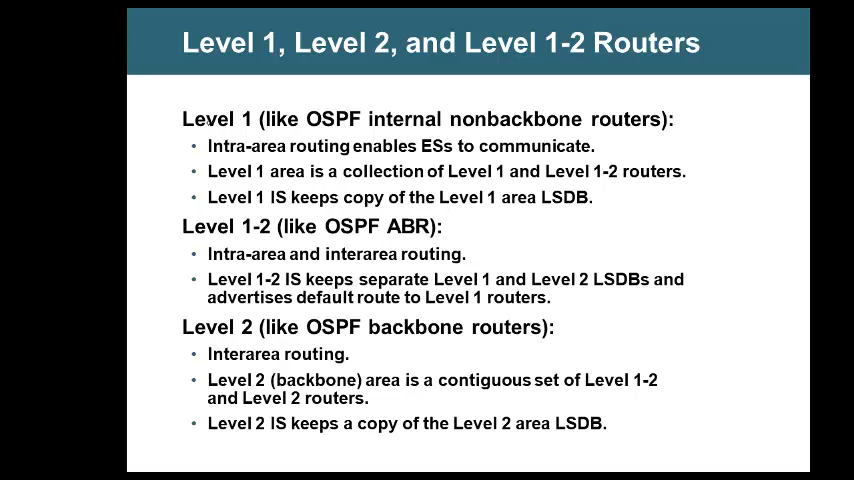 Level 1, Level 2, and Level 1-2 Routers
Level 1 (like OSPF internal nonbackbone routers):
• Intra-area routing enables ESs to communicate.
• Level 1 area is a collection of Level 1 and Level 1-2 routers.
• Level 1 IS keeps copy of the Level 1 area LSDB.
Level 1-2 (like OSPF ABR):
• Intra-area and interarea routing.
• Level 1-2 IS keeps separate Level 1 and Level 2 LSDBs and
advertises default route to Level 1 routers.
Level 2 (like OSPF backbone routers):
• Interarea routing.
• Level 2 (backbone) area is a contiguous set of Level 1-2
and Level 2 routers.
• Level 2 IS keeps a copy of the Level 2 area LSDB.